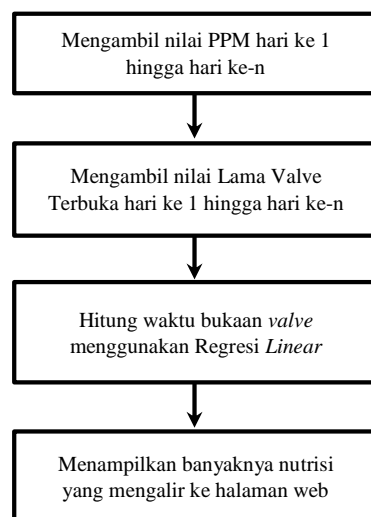 Mengambil nilai PPM hari ke 1
hingga hari ke-n
Mengambil nilai Lama Valve
Terbuka hari ke 1 hingga hari ke-n
Hitung waktu bukaan valve
menggunakan Regresi Linear
Menampilkan banyaknya nutrisi
yang mengalir ke halaman web